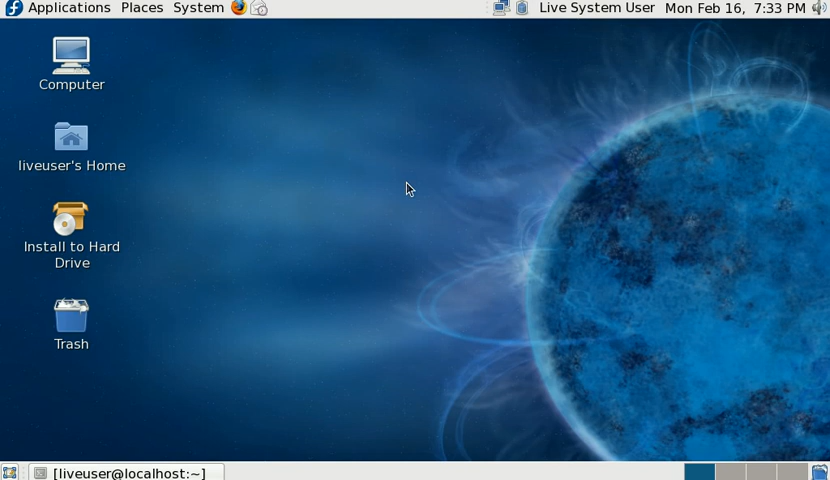 Applications Places System Live System User Mon Feb 16, 7:33 PM
Computer
liveuser's Home
Install to Hard
Drive
Trash
[liveuser@localhost:~]